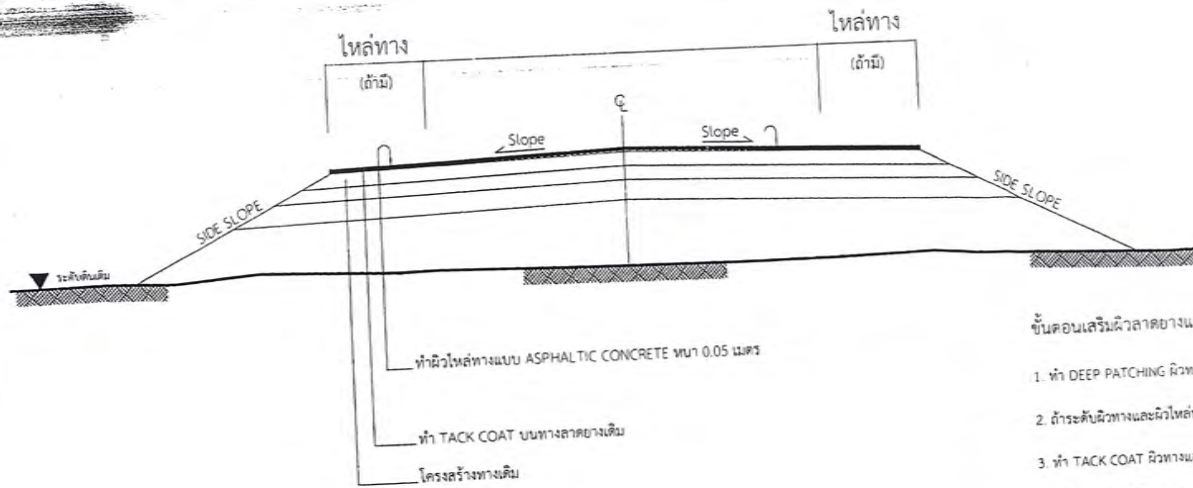 ไหล่ทาง
(ถ้ามี)
ไหล่ทาง
(ถ้ามี)
℄
Slope
Slope
SIDE SLOPE
SIDE SLOPE
ระดับดินเดิม
ทำผิวไหล่ทางแบบ ASPHALTIC CONCRETE หนา 0.05 เมตร
ทำ TACK COAT บนทางลาดยางเดิม
โครงสร้างทางเดิม
ขั้นตอนเสริมผิวลาดยางแ
1. ทำ DEEP PATCHING ผิวท
2. ถ้าระดับผิวทางและผิวไหล่
3. ทำ TACK COAT ผิวทางแ